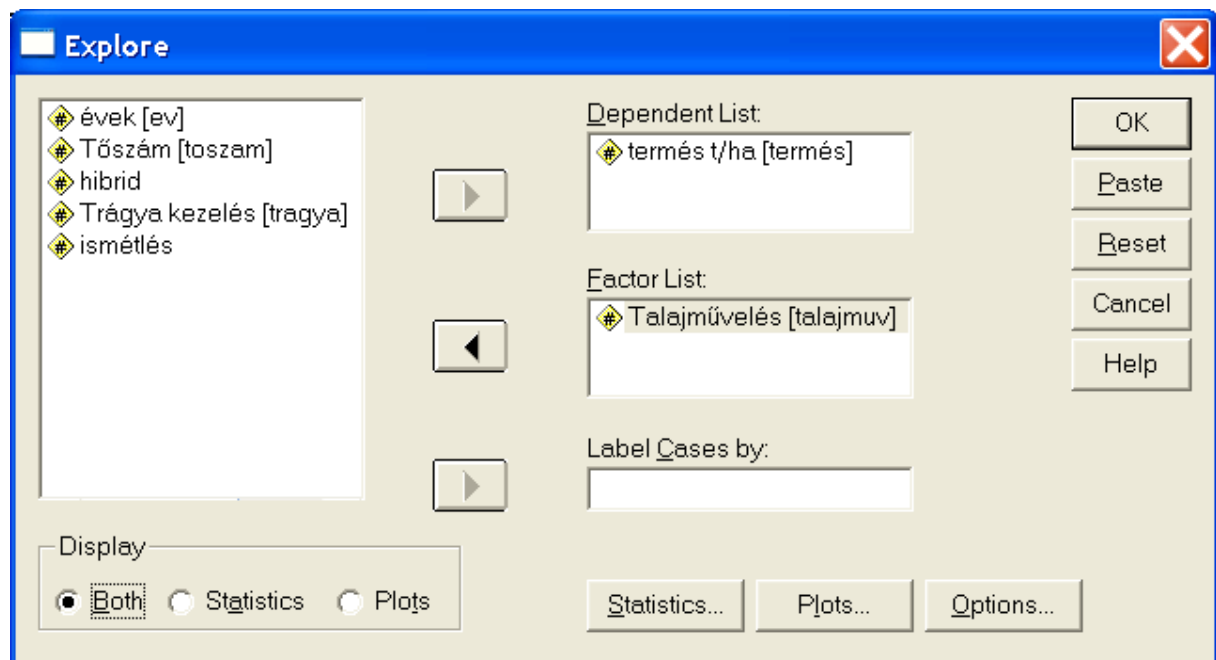 Explore
évek [ev]
Tőszám [toszam]
hibrid
Trágya kezelés [tragya]
ismétlés
Dependent List:
termés t/ha [termés]
Factor List:
Talajművelés [talajmuv]
Label Cases by:
OK
Paste
Reset
Cancel
Help
Display
Both Statistics Plots
Statistics... Plots... Options...